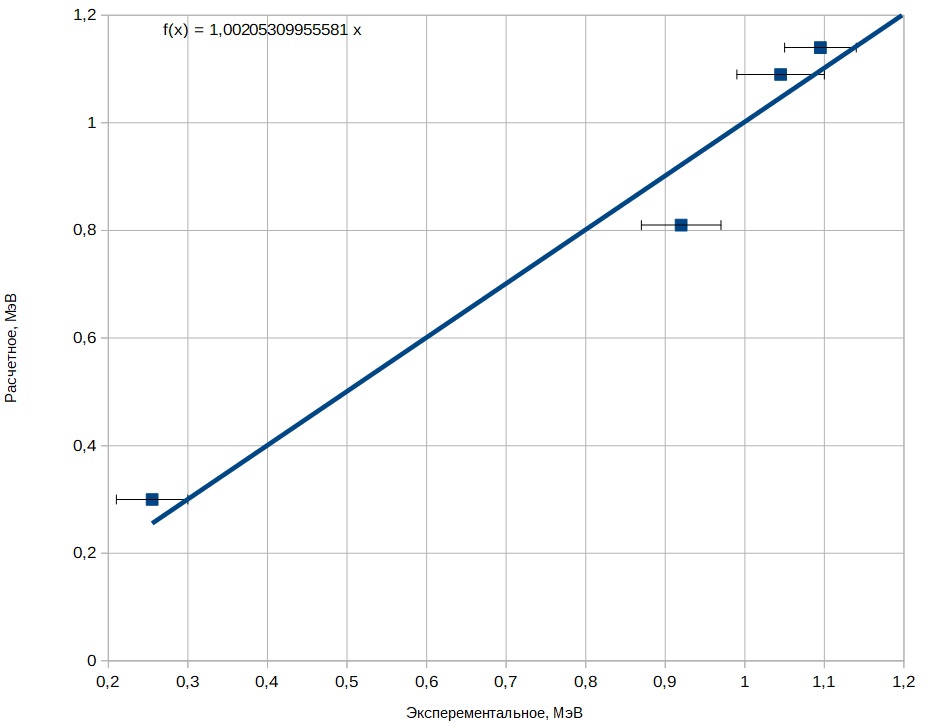 f(x) = 1,00205309955581 x
1,2
1
0,8
0,6
0,4
0,2
0
Расчетное, МэВ
0,2 0,3 0,4 0,5 0,6 0,7 0,8 0,9 1 1,1 1,2
Эксперементальное, МэВ